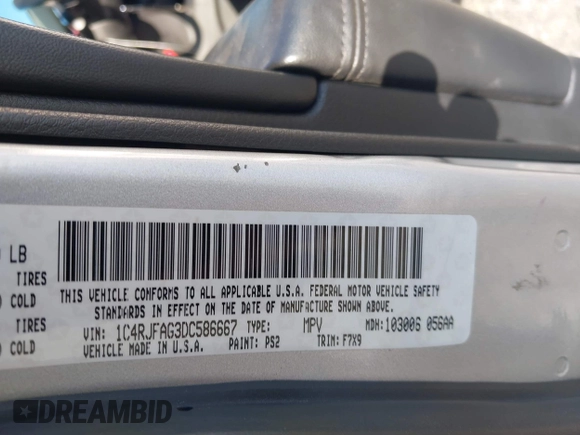 LB
TIRES
COLD
TIRES
COLD
THIS VEHICLE CONFORMS TO ALL APPLICABLE U.S.A. FEDERAL MOTOR VEHICLE SAFETY
STANDARDS IN EFFECT ON THE DATE OF MANUFACTURE SHOWN ABOVE.
VIN: 1C4RJFAG3DC586667 TYPE: MPV MDH: 103006 056AA
VEHICLE MADE IN U.S.A. PAINT: PS2 TRIM: F7X9
DREAMBID